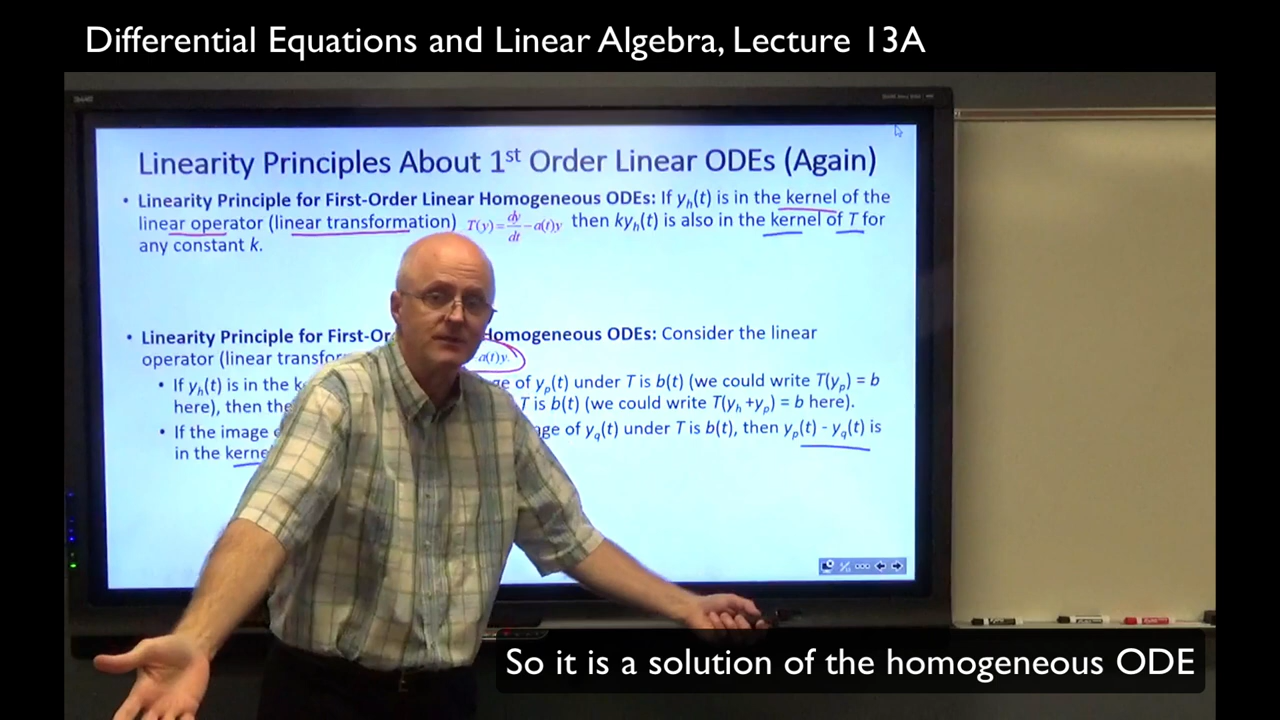 Differential Equations and Linear Algebra, Lecture 13A
Linearity Principles About 1st Order Linear ODEs (Again)
• Linearity Principle for First-Order Linear Homogeneous ODEs: If yh(t) is in the kernel of the
linear operator (linear transformation) T(y)=dy/dt−a(t)y then kyh(t) is also in the kernel of T for
any constant k.
• Linearity Principle for First-Or homogeneous ODEs: Consider the linear
operator (linear transfor a(t)y.
• If yh(t) is in the k ge of yp(t) under T is b(t) (we could write T(yp) = b
here), then the T is b(t) (we could write T(yh +yp) = b here).
• If the image ge of yq(t) under T is b(t), then yp(t) - yq(t) is
in the kerne
So it is a solution of the homogeneous ODE